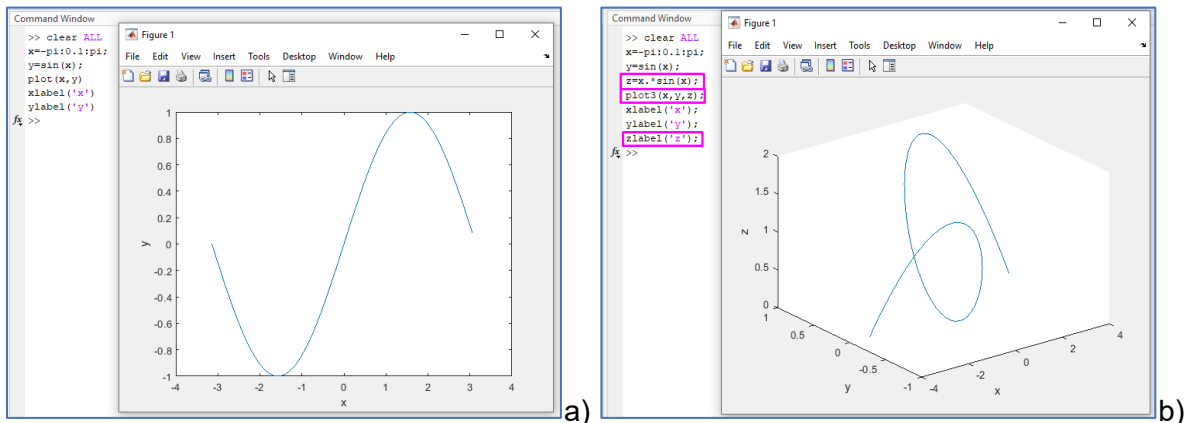 Command Window
>> clear ALL
x=-pi:0.1:pi;
y=sin(x);
plot(x,y)
xlabel('x')
ylabel('y')
fx >>
Figure 1
File Edit View Insert Tools Desktop Window Help
1
0.8
0.6
0.4
0.2
0
-0.2
-0.4
-0.6
-0.8
-1
y
-4 -3 -2 -1 0 1 2 3 4
x
a)
Command Window
>> clear ALL
x=-pi:0.1:pi;
y=sin(x);
z=x.*sin(x);
plot3(x,y,z);
xlabel('x');
ylabel('y');
zlabel('z');
fx >>
Figure 1
File Edit View Insert Tools Desktop Window Help
2
1.5
1
0.5
0
z
1
0.5
0
-0.5
-1
y
-4
-2
0
2
4
x
b)